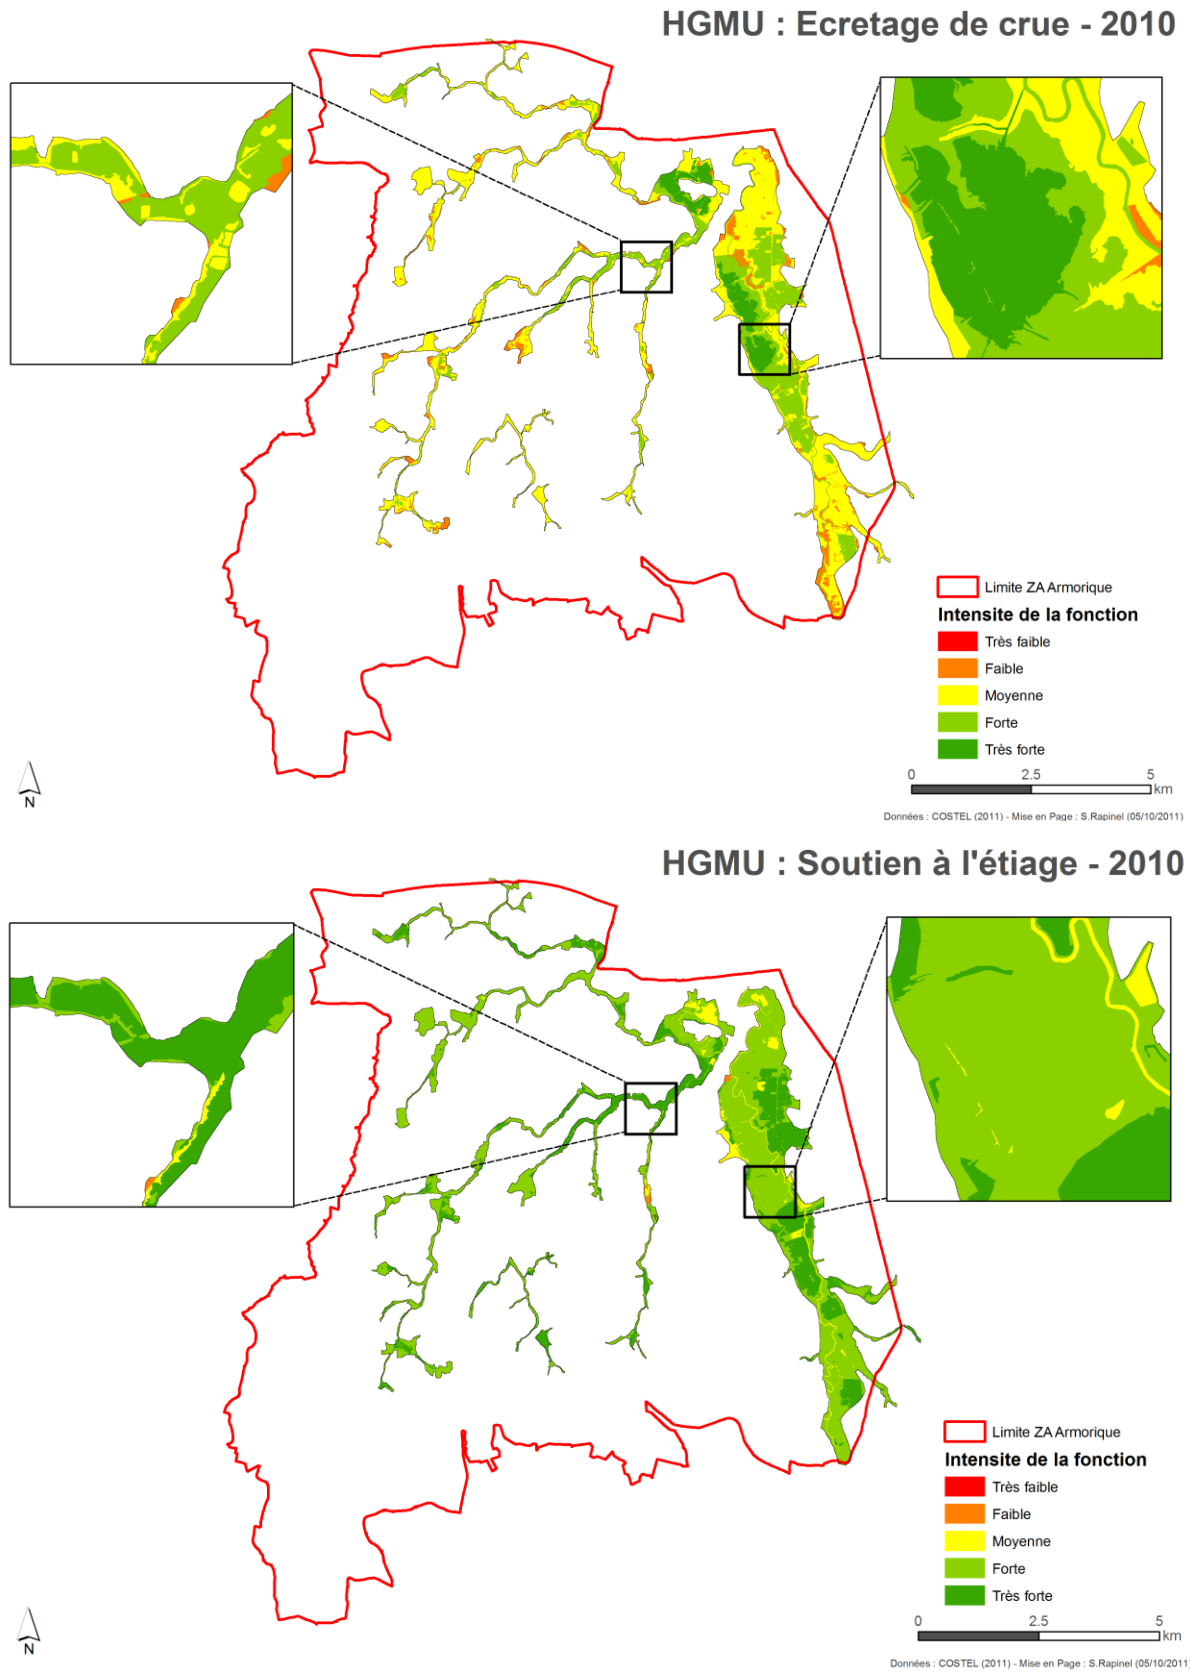 HGMU : Ecretage de crue - 2010
Limite ZA Armorique
Intensite de la fonction
Très faible
Faible
Moyenne
Forte
Très forte
0 2.5 5
km
N
Données : COSTEL (2011) - Mise en Page : S.Rapinel (05/10/2011)
HGMU : Soutien à l'étiage - 2010
Limite ZA Armorique
Intensite de la fonction
Très faible
Faible
Moyenne
Forte
Très forte
0 2.5 5
km
N
Données : COSTEL (2011) - Mise en Page : S.Rapinel (05/10/2011)